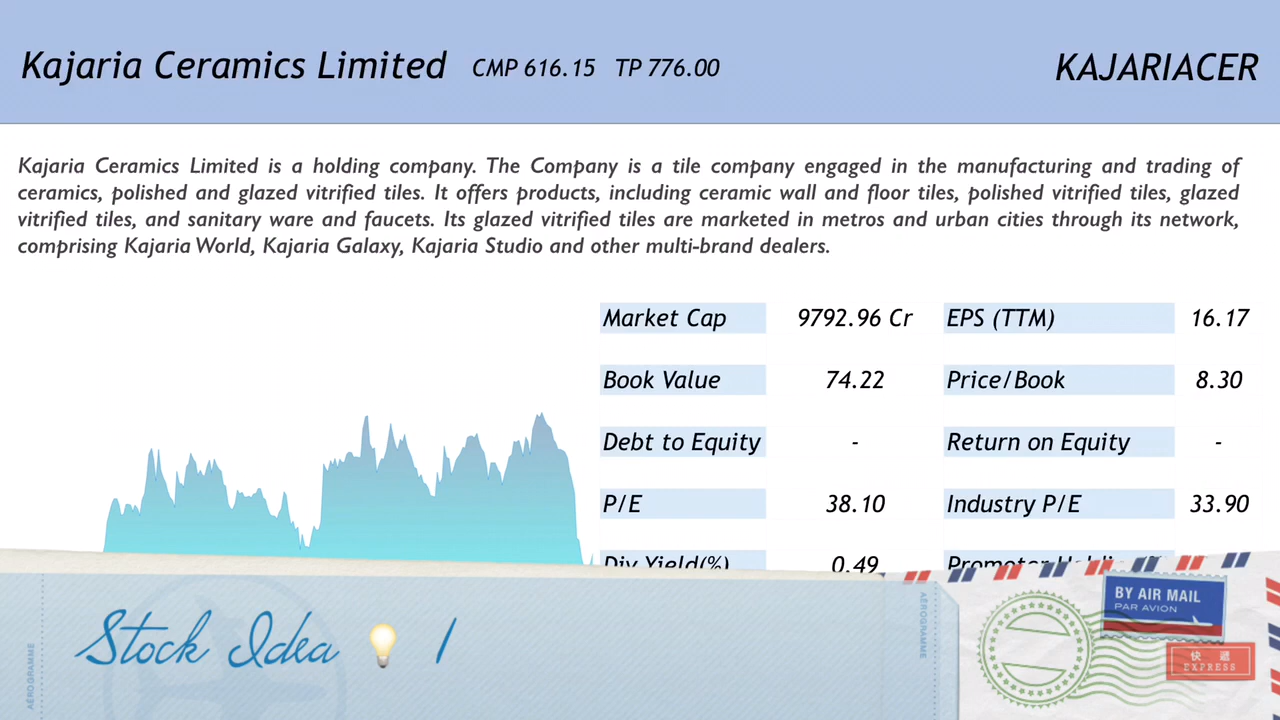 Kajaria Ceramics Limited CMP 616.15 TP 776.00 KAJARIACER
Kajaria Ceramics Limited is a holding company. The Company is a tile company engaged in the manufacturing and trading of
ceramics, polished and glazed vitrified tiles. It offers products, including ceramic wall and floor tiles, polished vitrified tiles, glazed
vitrified tiles, and sanitary ware and faucets. Its glazed vitrified tiles are marketed in metros and urban cities through its network,
comprising Kajaria World, Kajaria Galaxy, Kajaria Studio and other multi-brand dealers.
Market Cap 9792.96 Cr EPS (TTM) 16.17
Book Value 74.22 Price/Book 8.30
Debt to Equity - Return on Equity -
P/E 38.10 Industry P/E 33.90
Div Yield(%) 0.49 Promoter
Stock Idea 💡 1
AÉROGRAMME
AÉROGRAMME
BY AIR MAIL
PAR AVION
快 遞
EXPRESS